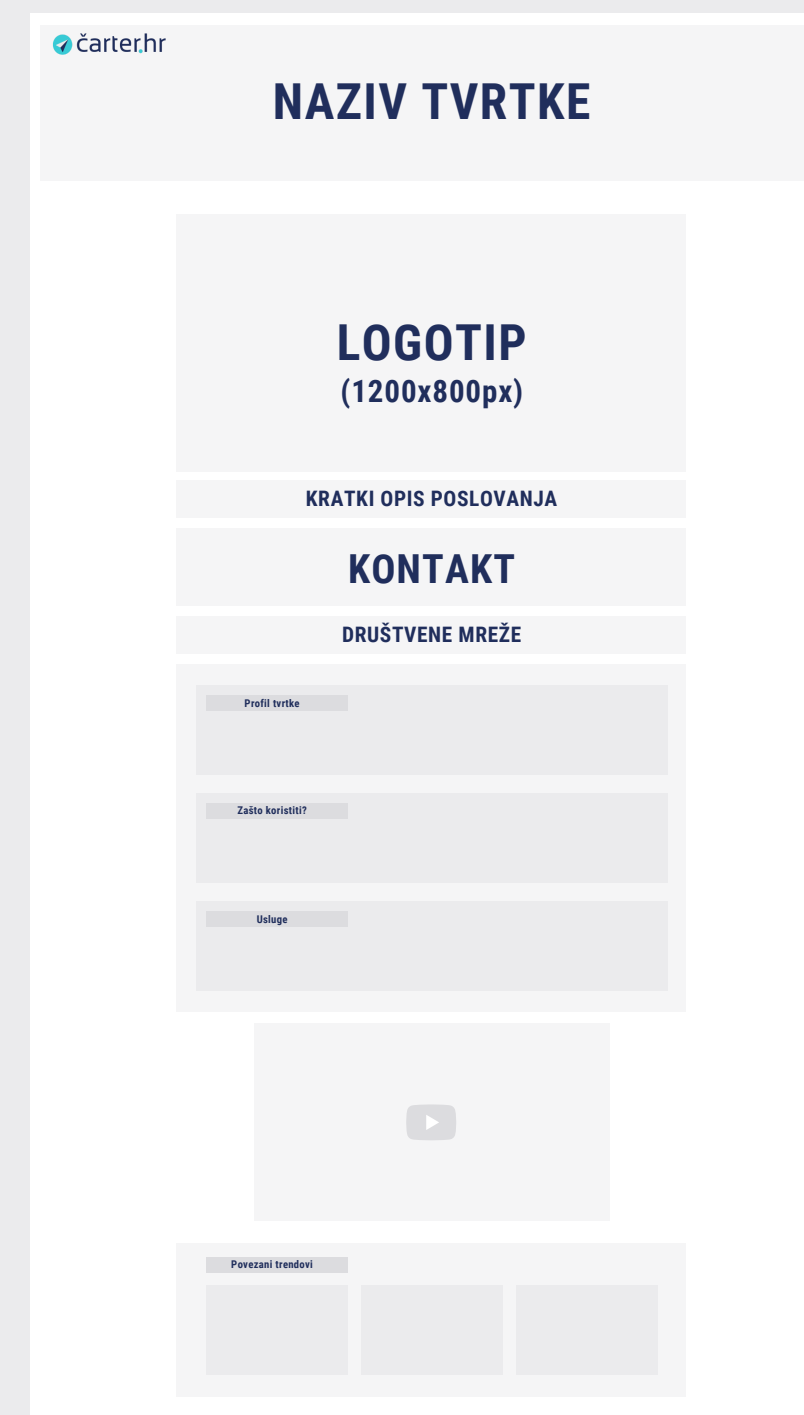 čarter.hr
NAZIV TVRTKE
LOGOTIP
(1200x800px)
KRATKI OPIS POSLOVANJA
KONTAKT
DRUŠTVENE MREŽE
Profil tvrtke
Zašto koristiti?
Usluge
Povezani trendovi